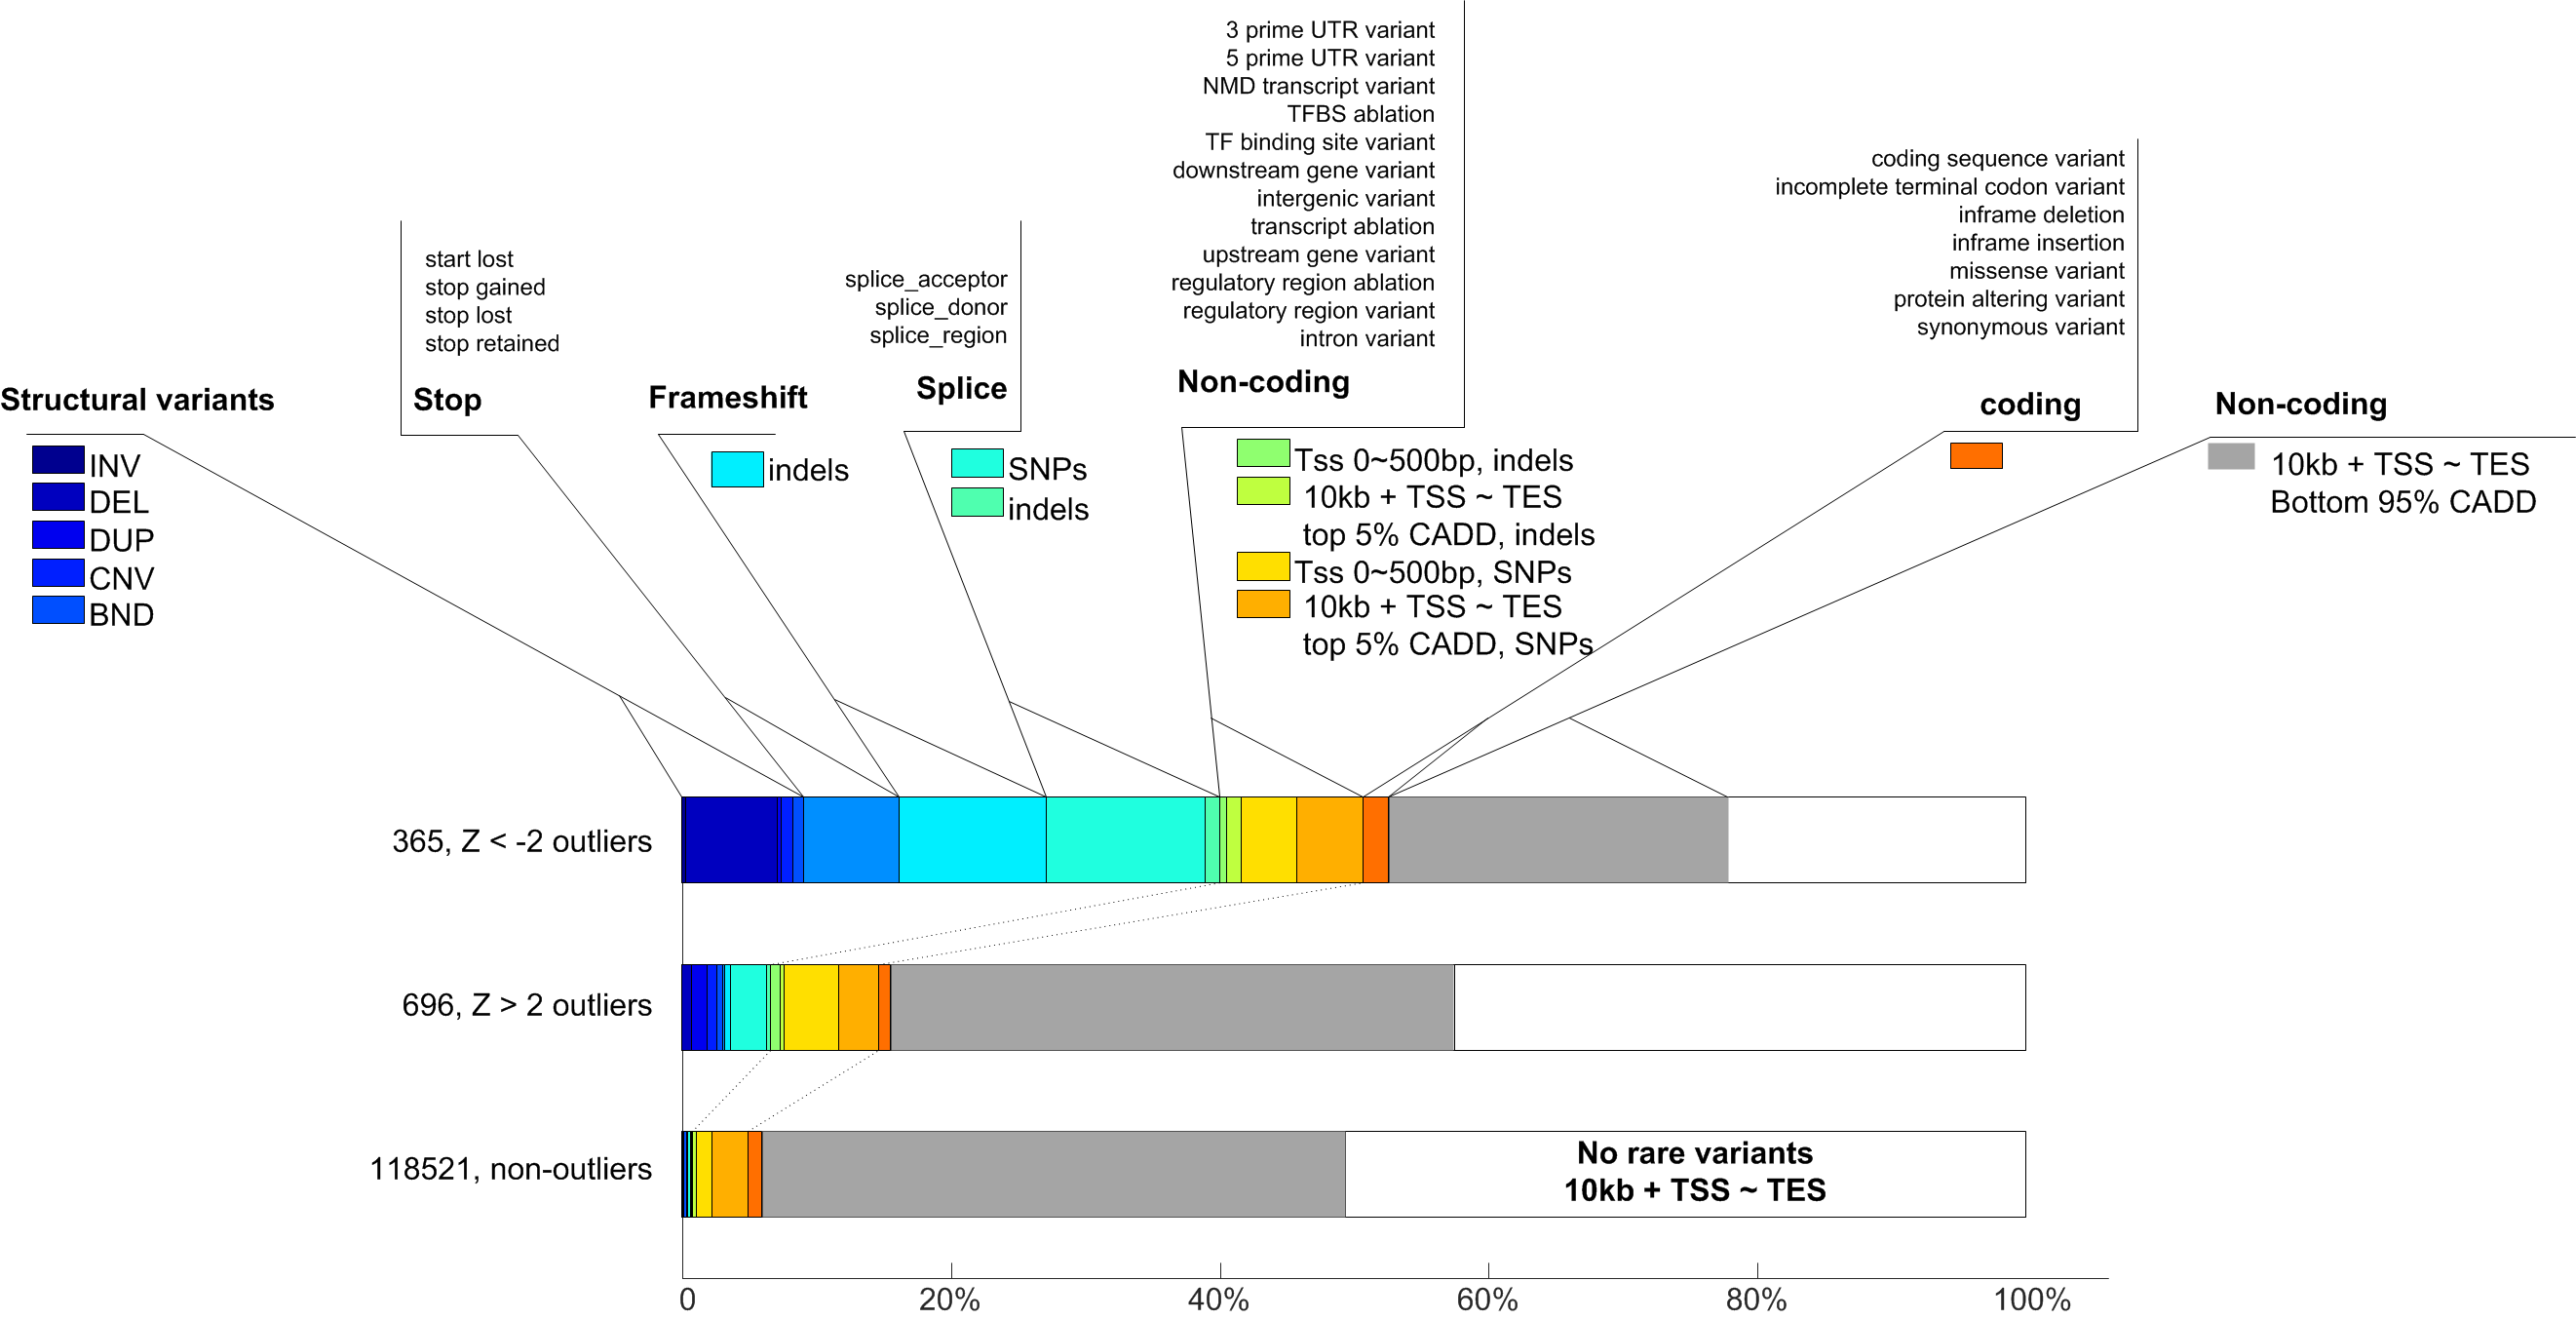 3 prime UTR variant
5 prime UTR variant
NMD transcript variant
TFBS ablation
TF binding site variant
downstream gene variant
intergenic variant
transcript ablation
upstream gene variant
regulatory region ablation
regulatory region variant
intron variant
coding sequence variant
incomplete terminal codon variant
inframe deletion
inframe insertion
missense variant
protein altering variant
synonymous variant
start lost
stop gained
stop lost
stop retained
splice_acceptor
splice_donor
splice_region
Structural variants
Stop
Frameshift
Splice
Non-coding
coding
Non-coding
INV
DEL
DUP
CNV
BND
indels
SNPs
indels
Tss 0~500bp, indels
10kb + TSS ~ TES
top 5% CADD, indels
Tss 0~500bp, SNPs
10kb + TSS ~ TES
top 5% CADD, SNPs
10kb + TSS ~ TES
Bottom 95% CADD
365, Z < -2 outliers
696, Z > 2 outliers
118521, non-outliers
No rare variants
10kb + TSS ~ TES
0 20% 40% 60% 80% 100%